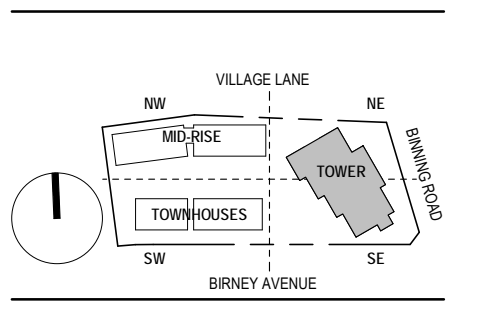 VILLAGE LANE
NW
NE
MID-RISE
BINNING ROAD
TOWER
TOWNHOUSES
SW
SE
BIRNEY AVENUE